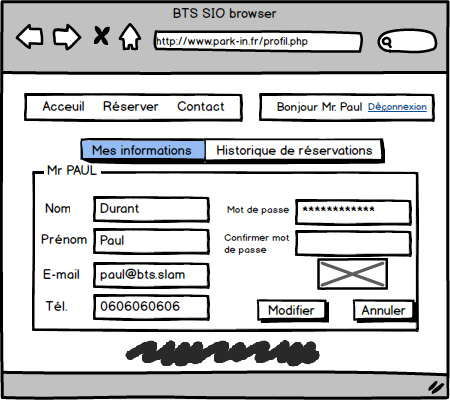 BTS SIO browser
http://www.park-in.fr/profil.php
Acceuil Réserver Contact
Bonjour Mr. Paul Déconnexion
Mes informations Historique de réservations
Mr PAUL
Nom Durant
Prénom Paul
E-mail paul@bts.slam
Tél. 0606060606
Mot de passe ************
Confirmer mot
de passe
Modifier Annuler